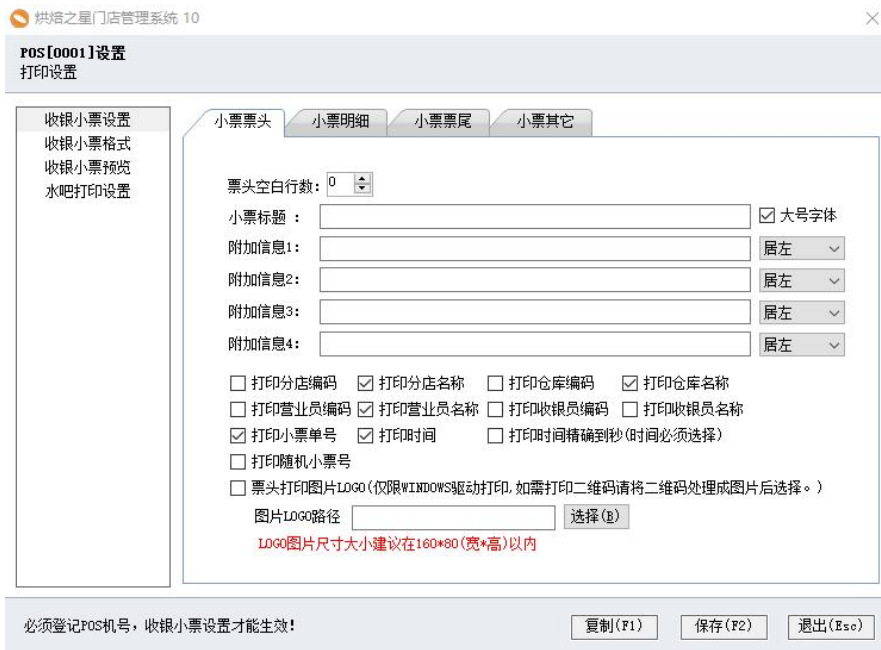 烘焙之星门店管理系统 10
POS[0001]设置
打印设置
收银小票设置
收银小票格式
收银小票预览
水吧打印设置
小票票头 小票明细 小票票尾 小票其它
票头空白行数: 0
小票标题 : 大号字体
附加信息1: 居左
附加信息2: 居左
附加信息3: 居左
附加信息4: 居左
打印分店编码 打印分店名称 打印仓库编码 打印仓库名称
打印营业员编码 打印营业员名称 打印收银员编码 打印收银员名称
打印小票单号 打印时间 打印时间精确到秒(时间必须选择)
打印随机小票号
票头打印图片LOGO(仅限WINDOWS驱动打印,如需打印二维码请将二维码处理成图片后选择。)
图片LOGO路径 选择(B)
LOGO图片尺寸大小建议在160*80(宽*高)以内
必须登记POS机号，收银小票设置才能生效! 复制(F1) 保存(F2) 退出(Esc)